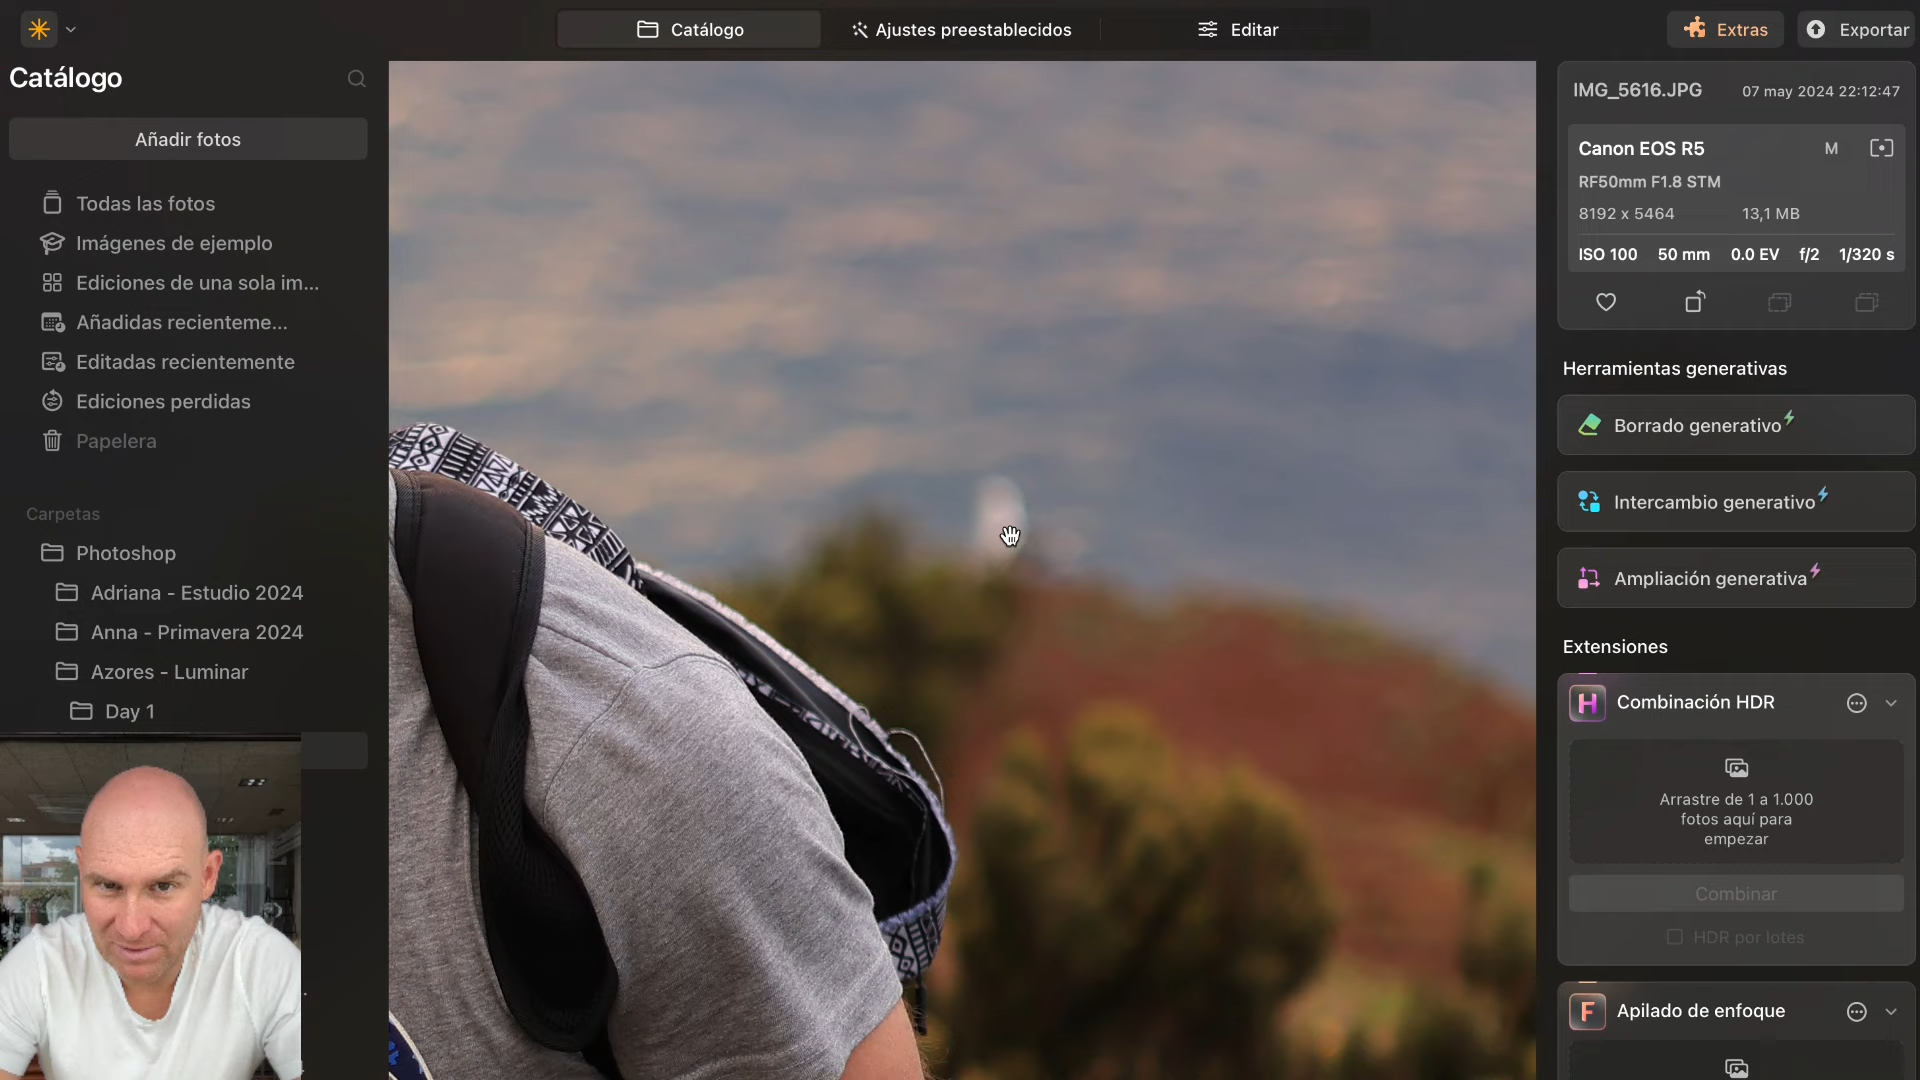 Catálogo
Ajustes preestablecidos
Editar
Extras
Exportar
Catálogo
Añadir fotos
Todas las fotos
Imágenes de ejemplo
Ediciones de una sola im...
Añadidas recienteme...
Editadas recientemente
Ediciones perdidas
Papelera
Carpetas
Photoshop
Adriana - Estudio 2024
Anna - Primavera 2024
Azores - Luminar
Day 1
IMG_5616.JPG 07 may 2024 22:12:47
Canon EOS R5 M
RF50mm F1.8 STM
8192 x 5464 13,1 MB
ISO 100 50 mm 0.0 EV f/2 1/320 s
Herramientas generativas
Borrado generativo
Intercambio generativo
Ampliación generativa
Extensiones
H Combinación HDR
Arrastre de 1 a 1.000
fotos aquí para
empezar
Combinar
HDR por lotes
F Apilado de enfoque